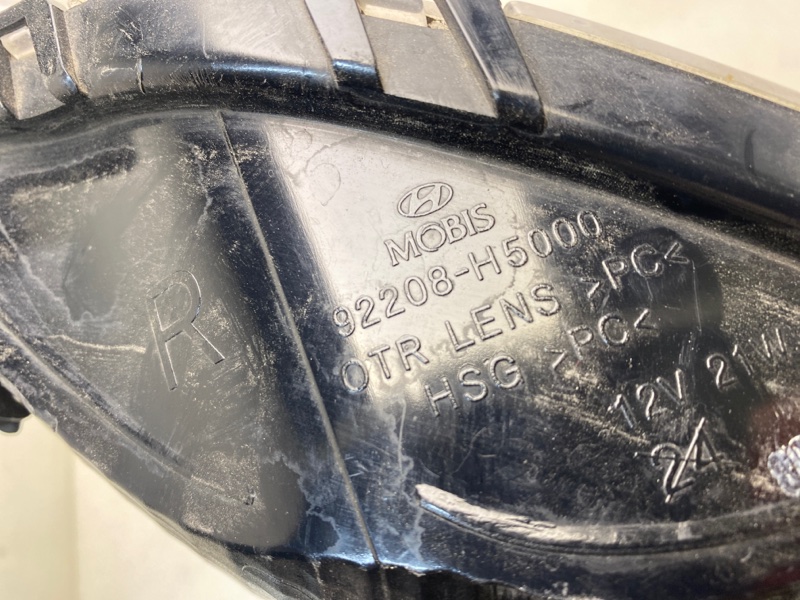 MOBIS
92208-H5000
OTR LENS >PC<
HSG >PC<
R
12V 21W
24